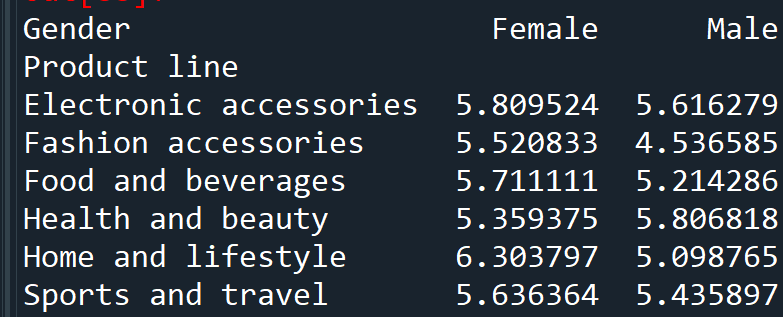 Gender Female Male
Product line
Electronic accessories 5.809524 5.616279
Fashion accessories 5.520833 4.536585
Food and beverages 5.711111 5.214286
Health and beauty 5.359375 5.806818
Home and lifestyle 6.303797 5.098765
Sports and travel 5.636364 5.435897